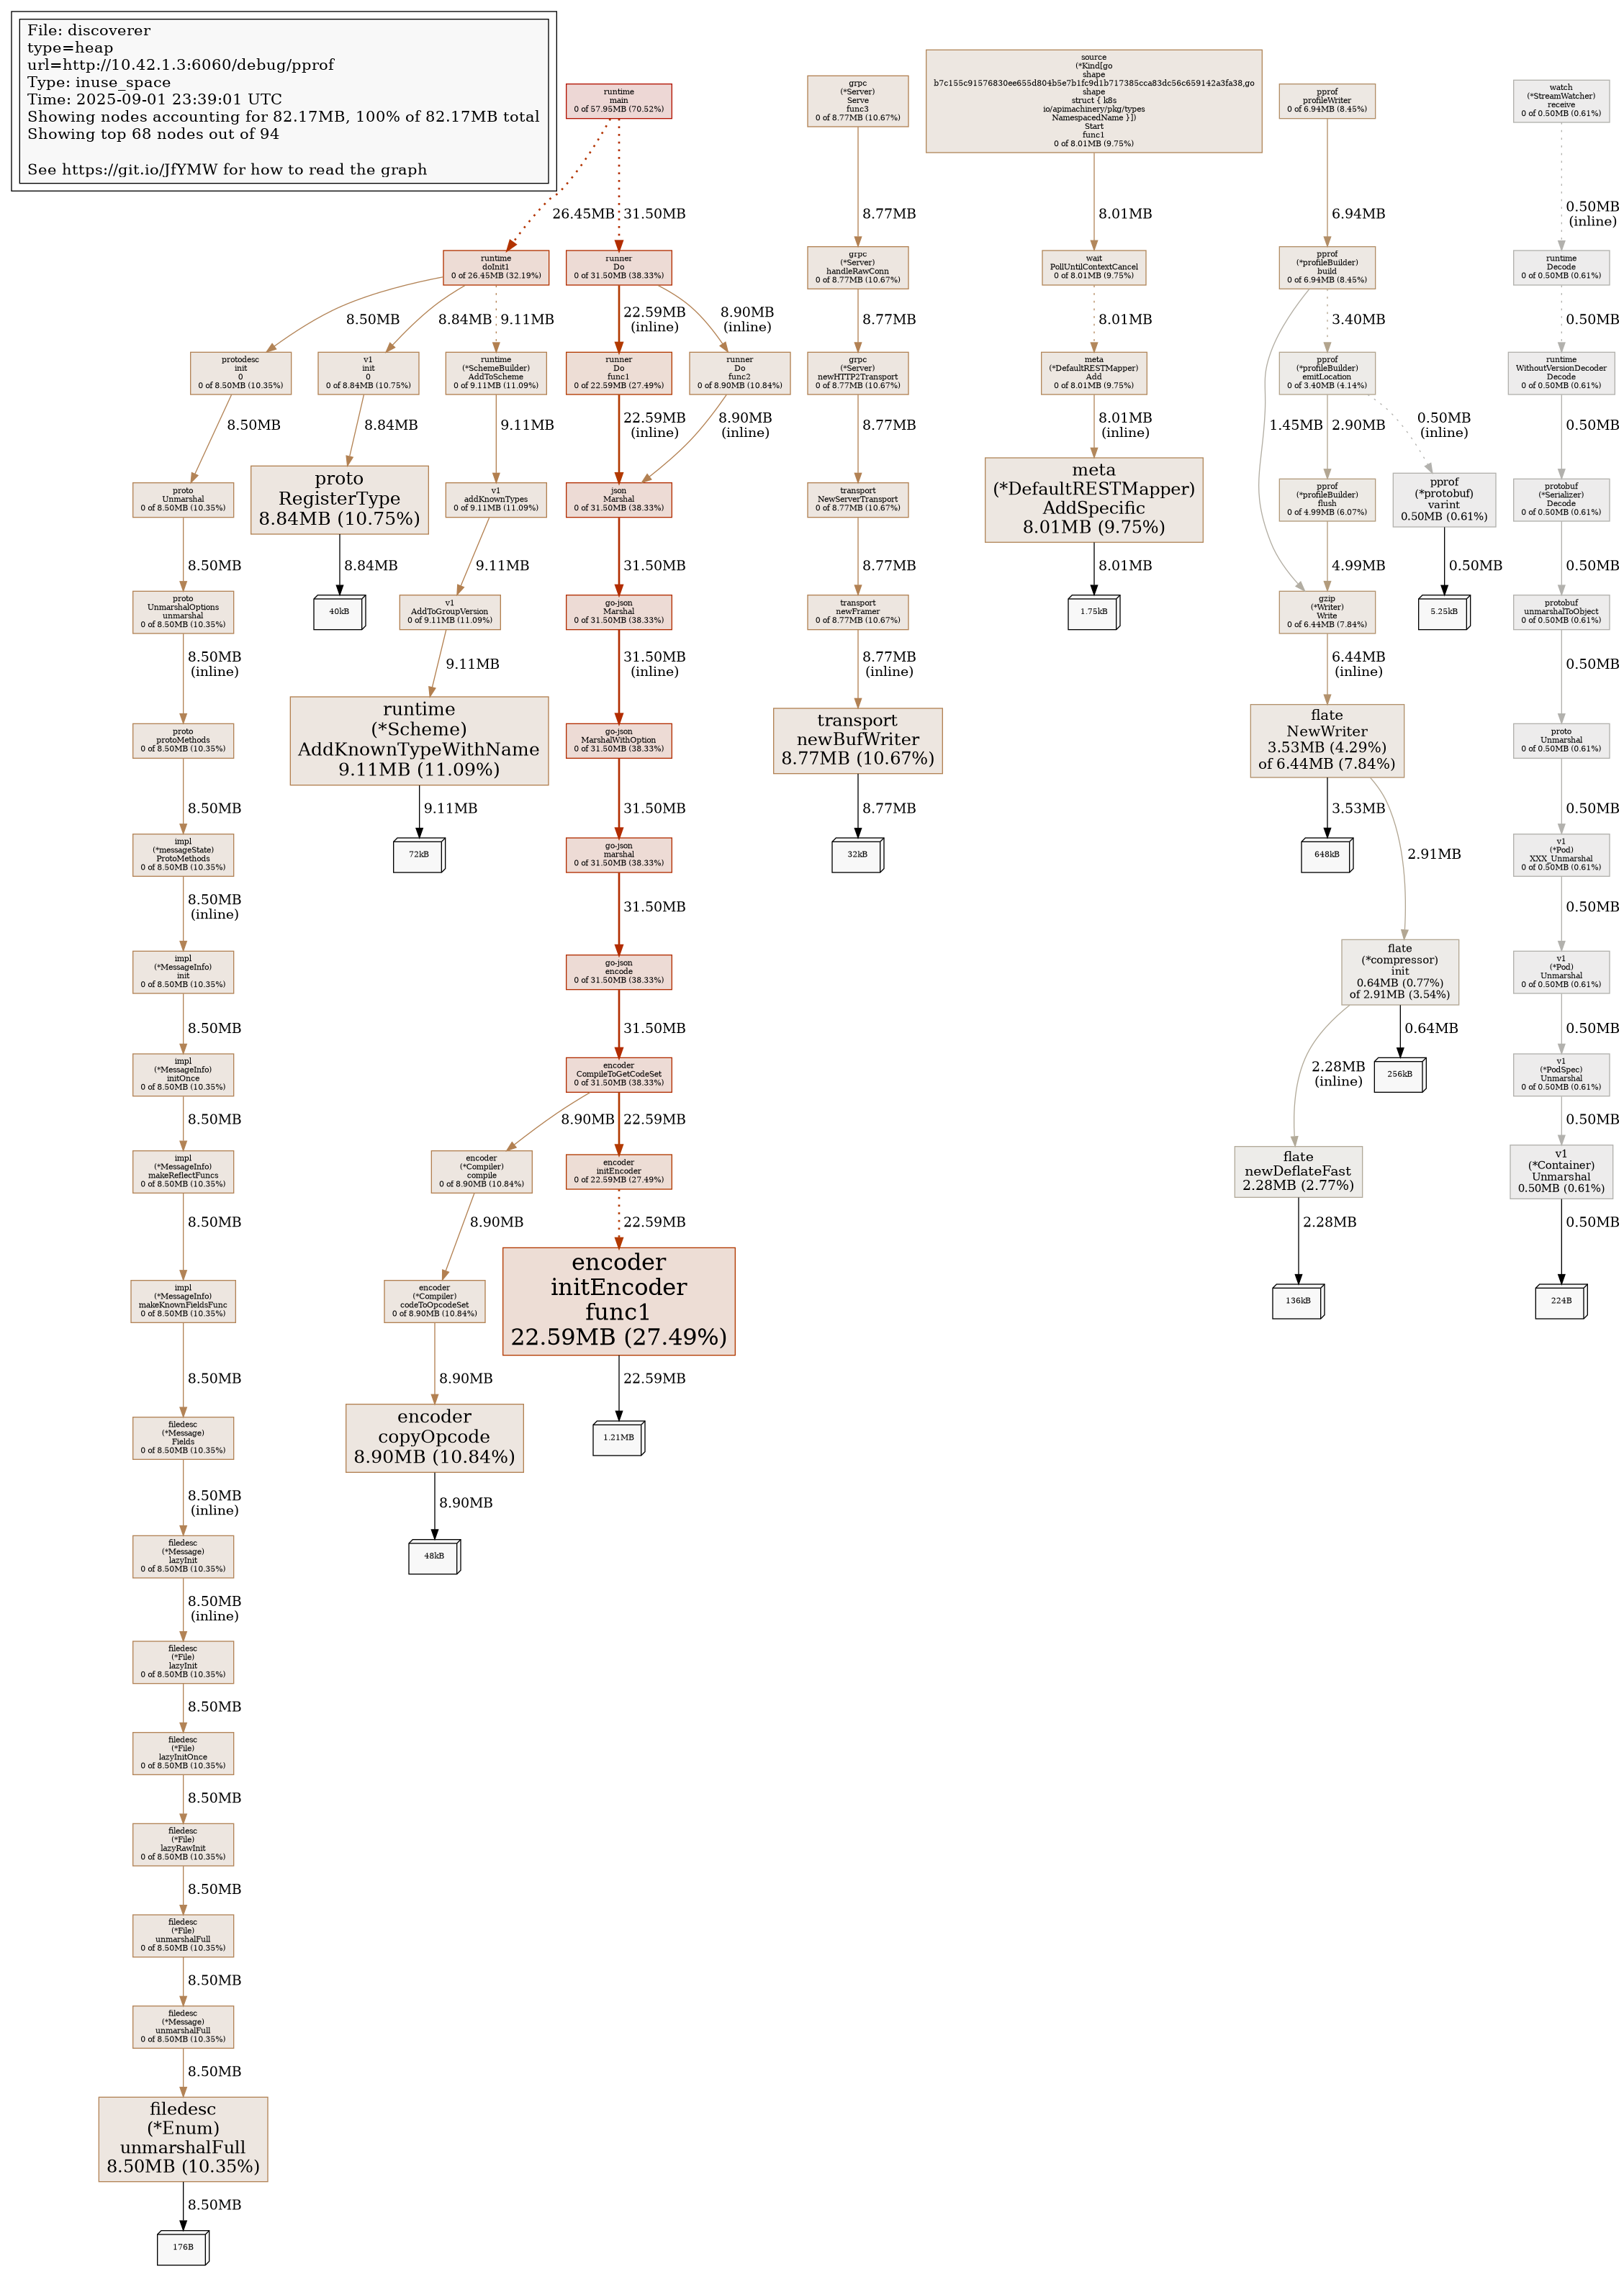 File: discoverer
type=heap
url=http://10.42.1.3:6060/debug/pprof
Type: inuse_space
Time: 2025-09-01 23:39:01 UTC
Showing nodes accounting for 82.17MB, 100% of 82.17MB total
Showing top 68 nodes out of 94
See https://git.io/JfYMW for how to read the graph
runtime
main
0 of 57.95MB (70.52%)
grpc
(*Server)
Serve
func3
0 of 8.77MB (10.67%)
source
(*Kind[go
shape
b7c155c91576830ee655d804b5e7b1fc9d1b717385cca83dc56c659142a3fa38,go
shape
struct { k8s
io/apimachinery/pkg/types
NamespacedName }])
Start
func1
0 of 8.01MB (9.75%)
pprof
profileWriter
0 of 6.94MB (8.45%)
watch
(*StreamWatcher)
receive
0 of 0.50MB (0.61%)
26.45MB
31.50MB
8.77MB
8.01MB
6.94MB
0.50MB
(inline)
runtime
doInit1
0 of 26.45MB (32.19%)
runner
Do
0 of 31.50MB (38.33%)
grpc
(*Server)
handleRawConn
0 of 8.77MB (10.67%)
wait
PollUntilContextCancel
0 of 8.01MB (9.75%)
pprof
(*profileBuilder)
build
0 of 6.94MB (8.45%)
runtime
Decode
0 of 0.50MB (0.61%)
8.50MB
8.84MB
9.11MB
22.59MB
(inline)
8.90MB
(inline)
8.77MB
8.01MB
3.40MB
0.50MB
protodesc
init
0
0 of 8.50MB (10.35%)
v1
init
0
0 of 8.84MB (10.75%)
runtime
(*SchemeBuilder)
AddToScheme
0 of 9.11MB (11.09%)
runner
Do
func1
0 of 22.59MB (27.49%)
runner
Do
func2
0 of 8.90MB (10.84%)
grpc
(*Server)
newHTTP2Transport
0 of 8.77MB (10.67%)
meta
(*DefaultRESTMapper)
Add
0 of 8.01MB (9.75%)
pprof
(*profileBuilder)
emitLocation
0 of 3.40MB (4.14%)
runtime
WithoutVersionDecoder
Decode
0 of 0.50MB (0.61%)
8.50MB
8.84MB
9.11MB
22.59MB
(inline)
8.90MB
(inline)
8.77MB
8.01MB
(inline)
1.45MB
2.90MB
0.50MB
(inline)
0.50MB
proto
Unmarshal
0 of 8.50MB (10.35%)
proto
RegisterType
8.84MB (10.75%)
v1
addKnownTypes
0 of 9.11MB (11.09%)
json
Marshal
0 of 31.50MB (38.33%)
transport
NewServerTransport
0 of 8.77MB (10.67%)
meta
(*DefaultRESTMapper)
AddSpecific
8.01MB (9.75%)
pprof
(*profileBuilder)
flush
0 of 4.99MB (6.07%)
pprof
(*protobuf)
varint
0.50MB (0.61%)
protobuf
(*Serializer)
Decode
0 of 0.50MB (0.61%)
8.50MB
8.84MB
9.11MB
31.50MB
8.77MB
8.01MB
4.99MB
0.50MB
0.50MB
proto
UnmarshalOptions
unmarshal
0 of 8.50MB (10.35%)
40kB
v1
AddToGroupVersion
0 of 9.11MB (11.09%)
go-json
Marshal
0 of 31.50MB (38.33%)
transport
newFramer
0 of 8.77MB (10.67%)
1.75kB
gzip
(*Writer)
Write
0 of 6.44MB (7.84%)
5.25kB
protobuf
unmarshalToObject
0 of 0.50MB (0.61%)
8.50MB
(inline)
9.11MB
31.50MB
(inline)
8.77MB
(inline)
6.44MB
(inline)
0.50MB
proto
protoMethods
0 of 8.50MB (10.35%)
runtime
(*Scheme)
AddKnownTypeWithName
9.11MB (11.09%)
go-json
MarshalWithOption
0 of 31.50MB (38.33%)
transport
newBufWriter
8.77MB (10.67%)
flate
NewWriter
3.53MB (4.29%)
of 6.44MB (7.84%)
proto
Unmarshal
0 of 0.50MB (0.61%)
8.50MB
9.11MB
31.50MB
8.77MB
3.53MB
2.91MB
0.50MB
impl
(*messageState)
ProtoMethods
0 of 8.50MB (10.35%)
72kB
go-json
marshal
0 of 31.50MB (38.33%)
32kB
648kB
v1
(*Pod)
XXX_Unmarshal
0 of 0.50MB (0.61%)
8.50MB
(inline)
31.50MB
0.50MB
impl
(*MessageInfo)
init
0 of 8.50MB (10.35%)
go-json
encode
0 of 31.50MB (38.33%)
flate
(*compressor)
init
0.64MB (0.77%)
of 2.91MB (3.54%)
v1
(*Pod)
Unmarshal
0 of 0.50MB (0.61%)
8.50MB
31.50MB
0.64MB
0.50MB
impl
(*MessageInfo)
initOnce
0 of 8.50MB (10.35%)
encoder
CompileToGetCodeSet
0 of 31.50MB (38.33%)
2.28MB
(inline)
256kB
v1
(*PodSpec)
Unmarshal
0 of 0.50MB (0.61%)
8.50MB
8.90MB
22.59MB
0.50MB
impl
(*MessageInfo)
makeReflectFuncs
0 of 8.50MB (10.35%)
encoder
(*Compiler)
compile
0 of 8.90MB (10.84%)
encoder
initEncoder
0 of 22.59MB (27.49%)
flate
newDeflateFast
2.28MB (2.77%)
v1
(*Container)
Unmarshal
0.50MB (0.61%)
8.50MB
8.90MB
22.59MB
2.28MB
0.50MB
impl
(*MessageInfo)
makeKnownFieldsFunc
0 of 8.50MB (10.35%)
encoder
(*Compiler)
codeToOpcodeSet
0 of 8.90MB (10.84%)
encoder
initEncoder
func1
22.59MB (27.49%)
136kB
224B
8.50MB
8.90MB
22.59MB
filedesc
(*Message)
Fields
0 of 8.50MB (10.35%)
encoder
copyOpcode
8.90MB (10.84%)
1.21MB
8.50MB
(inline)
8.90MB
filedesc
(*Message)
lazyInit
0 of 8.50MB (10.35%)
48kB
8.50MB
(inline)
filedesc
(*File)
lazyInit
0 of 8.50MB (10.35%)
8.50MB
filedesc
(*File)
lazyInitOnce
0 of 8.50MB (10.35%)
8.50MB
filedesc
(*File)
lazyRawInit
0 of 8.50MB (10.35%)
8.50MB
filedesc
(*File)
unmarshalFull
0 of 8.50MB (10.35%)
8.50MB
filedesc
(*Message)
unmarshalFull
0 of 8.50MB (10.35%)
8.50MB
filedesc
(*Enum)
unmarshalFull
8.50MB (10.35%)
8.50MB
176B